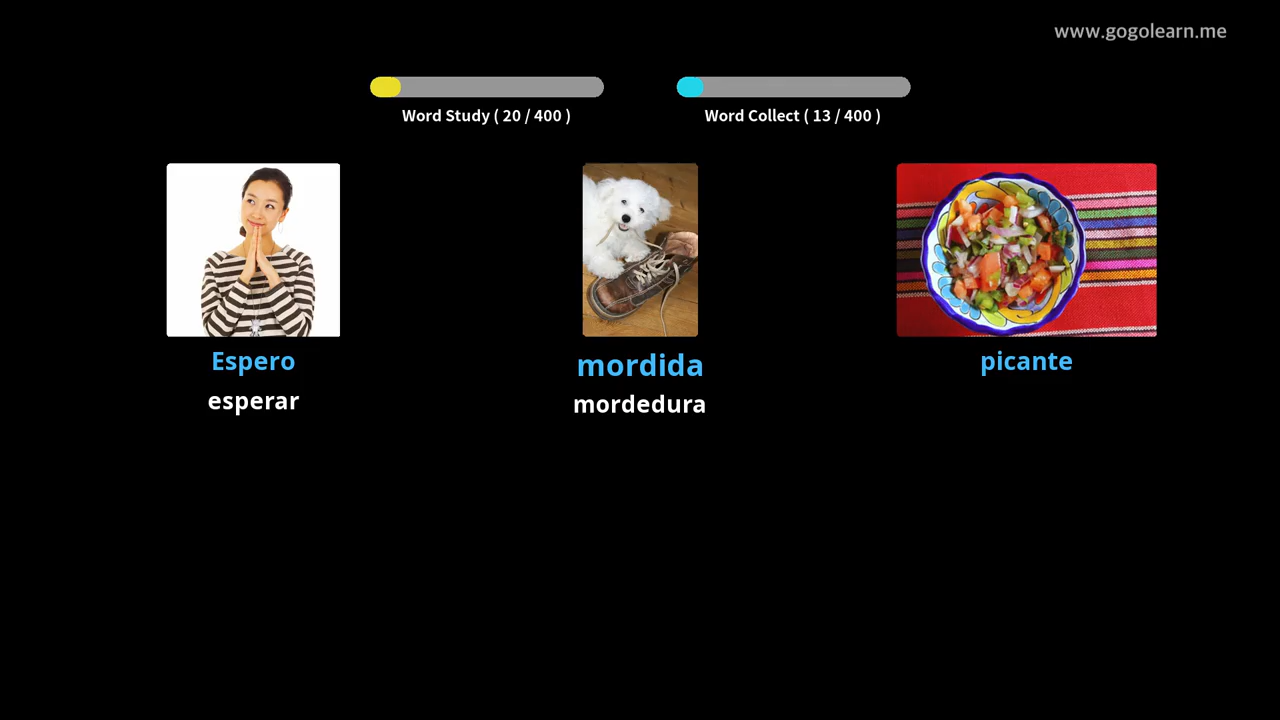 www.gogolearn.me
Word Study ( 20 / 400 )
Word Collect ( 13 / 400 )
Espero
esperar
mordida
mordedura
picante